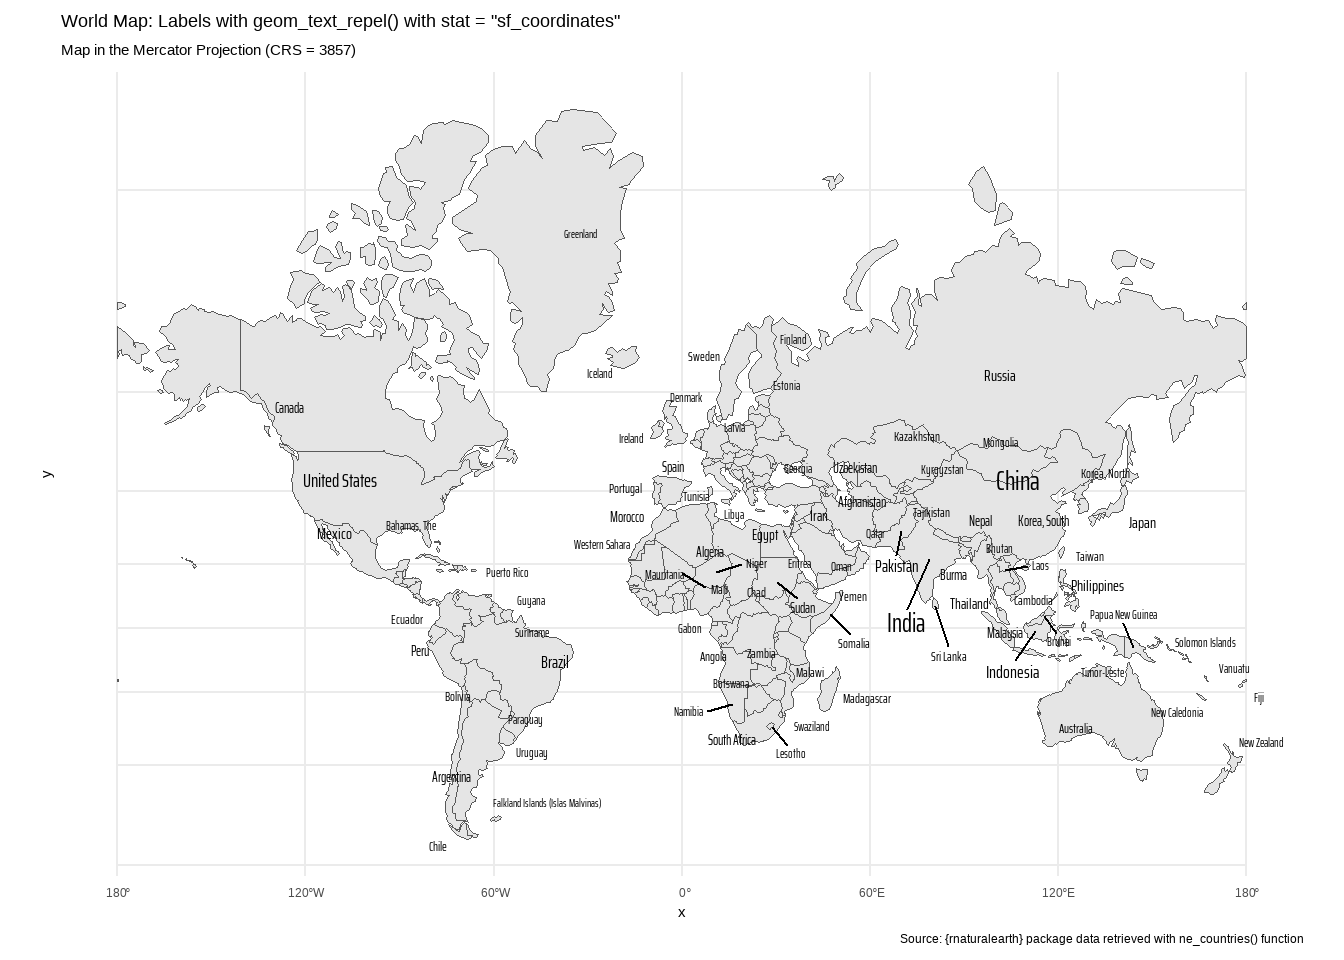 World Map: Labels with geom_text_repel() with stat = "sf_coordinates"
Map in the Mercator Projection (CRS = 3857)
Greenland
Finland
Sweden
Iceland
Russia
Estonia
Denmark
Canada
Latvia
Ireland
Kazakhstan
Mongolia
Spain
Georgia
Uzbekistan
Kyrgyzstan
Korea, North
United States
China
Portugal
Tunisia
Afghanistan
Morocco
Libya
Iran
Tajikistan
Nepal
Korea, South
Japan
Bahamas, The
Mexico
Egypt
Qatar
Western Sahara
Algeria
Bhutan
Taiwan
Niger
Eritrea
Oman
Pakistan
Laos
Puerto Rico
Mauritania
Burma
Mali
Chad
Philippines
Guyana
Yemen
Cambodia
Sudan
Thailand
Papua New Guinea
Ecuador
India
Gabon
Suriname
Malaysia
Somalia
Brunei
Solomon Islands
Peru
Angola
Zambia
Sri Lanka
Brazil
Malawi
Indonesia
Timor-Leste
Vanuatu
Botswana
Bolivia
Madagascar
Fiji
Namibia
New Caledonia
Paraguay
Swaziland
Australia
South Africa
New Zealand
Uruguay
Lesotho
Argentina
Falkland Islands (Islas Malvinas)
Chile
y
180° 120°W 60°W 0° 60°E 120°E 180°
x
Source: {rnaturalearth} package data retrieved with ne_countries() function